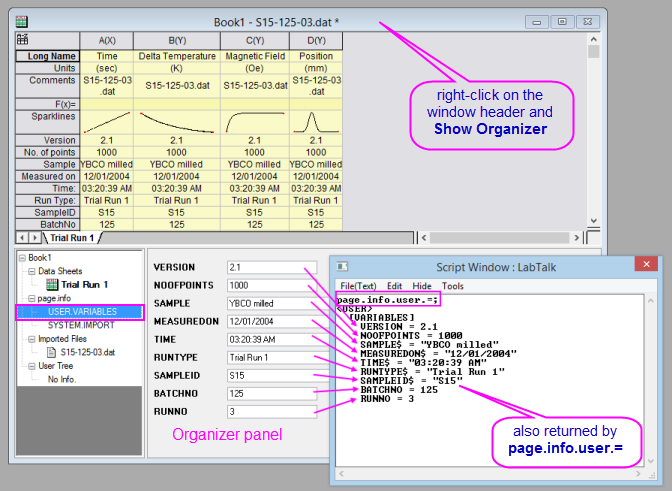 Book1 - S15-125-03.dat *
A(X) B(Y) C(Y) D(Y)
Long Name Time Delta Temperature Magnetic Field Position
Units (sec) (K) (Oe) (mm)
Comments S15-125-03 .dat S15-125-03.dat S15-125-03.dat S15-125-03 .dat
F(x)=
Sparklines
Version 2.1 2.1 2.1 2.1
No. of points 1000 1000 1000 1000
Sample YBCO milled YBCO milled YBCO milled YBCO milled
Measured on 12/01/2004 12/01/2004 12/01/2004 12/01/2004
Time: 03:20:39 AM 03:20:39 AM 03:20:39 AM 03:20:39 AM
Run Type: Trial Run 1 Trial Run 1 Trial Run 1 Trial Run 1
SampleID S15 S15 S15 S15
BatchNo 125 125 125 125
Trial Run 1
right-click on the
window header and
Show Organizer
Book1
Data Sheets
Trial Run 1
page.info
USER.VARIABLES
SYSTEM.IMPORT
Imported Files
S15-125-03.dat
User Tree
No Info.
VERSION 2.1
NOOFPOINTS 1000
SAMPLE YBCO milled
MEASUREDON 12/01/2004
TIME 03:20:39 AM
RUNTYPE Trial Run 1
SAMPLEID S15
BATCHNO 125
RUNNO 3
Organizer panel
Script Window : LabTalk
File(Text) Edit Hide Tools
page.info.user.=;
<USER>
[VARIABLES]
VERSION = 2.1
NOOFPOINTS = 1000
SAMPLE$ = "YBCO milled"
MEASUREDON$ = "12/01/2004"
TIME$ = "03:20:39 AM"
RUNTYPE$ = "Trial Run 1"
SAMPLEID$ = "S15"
BATCHNO = 125
RUNNO = 3
also returned by
page.info.user.=